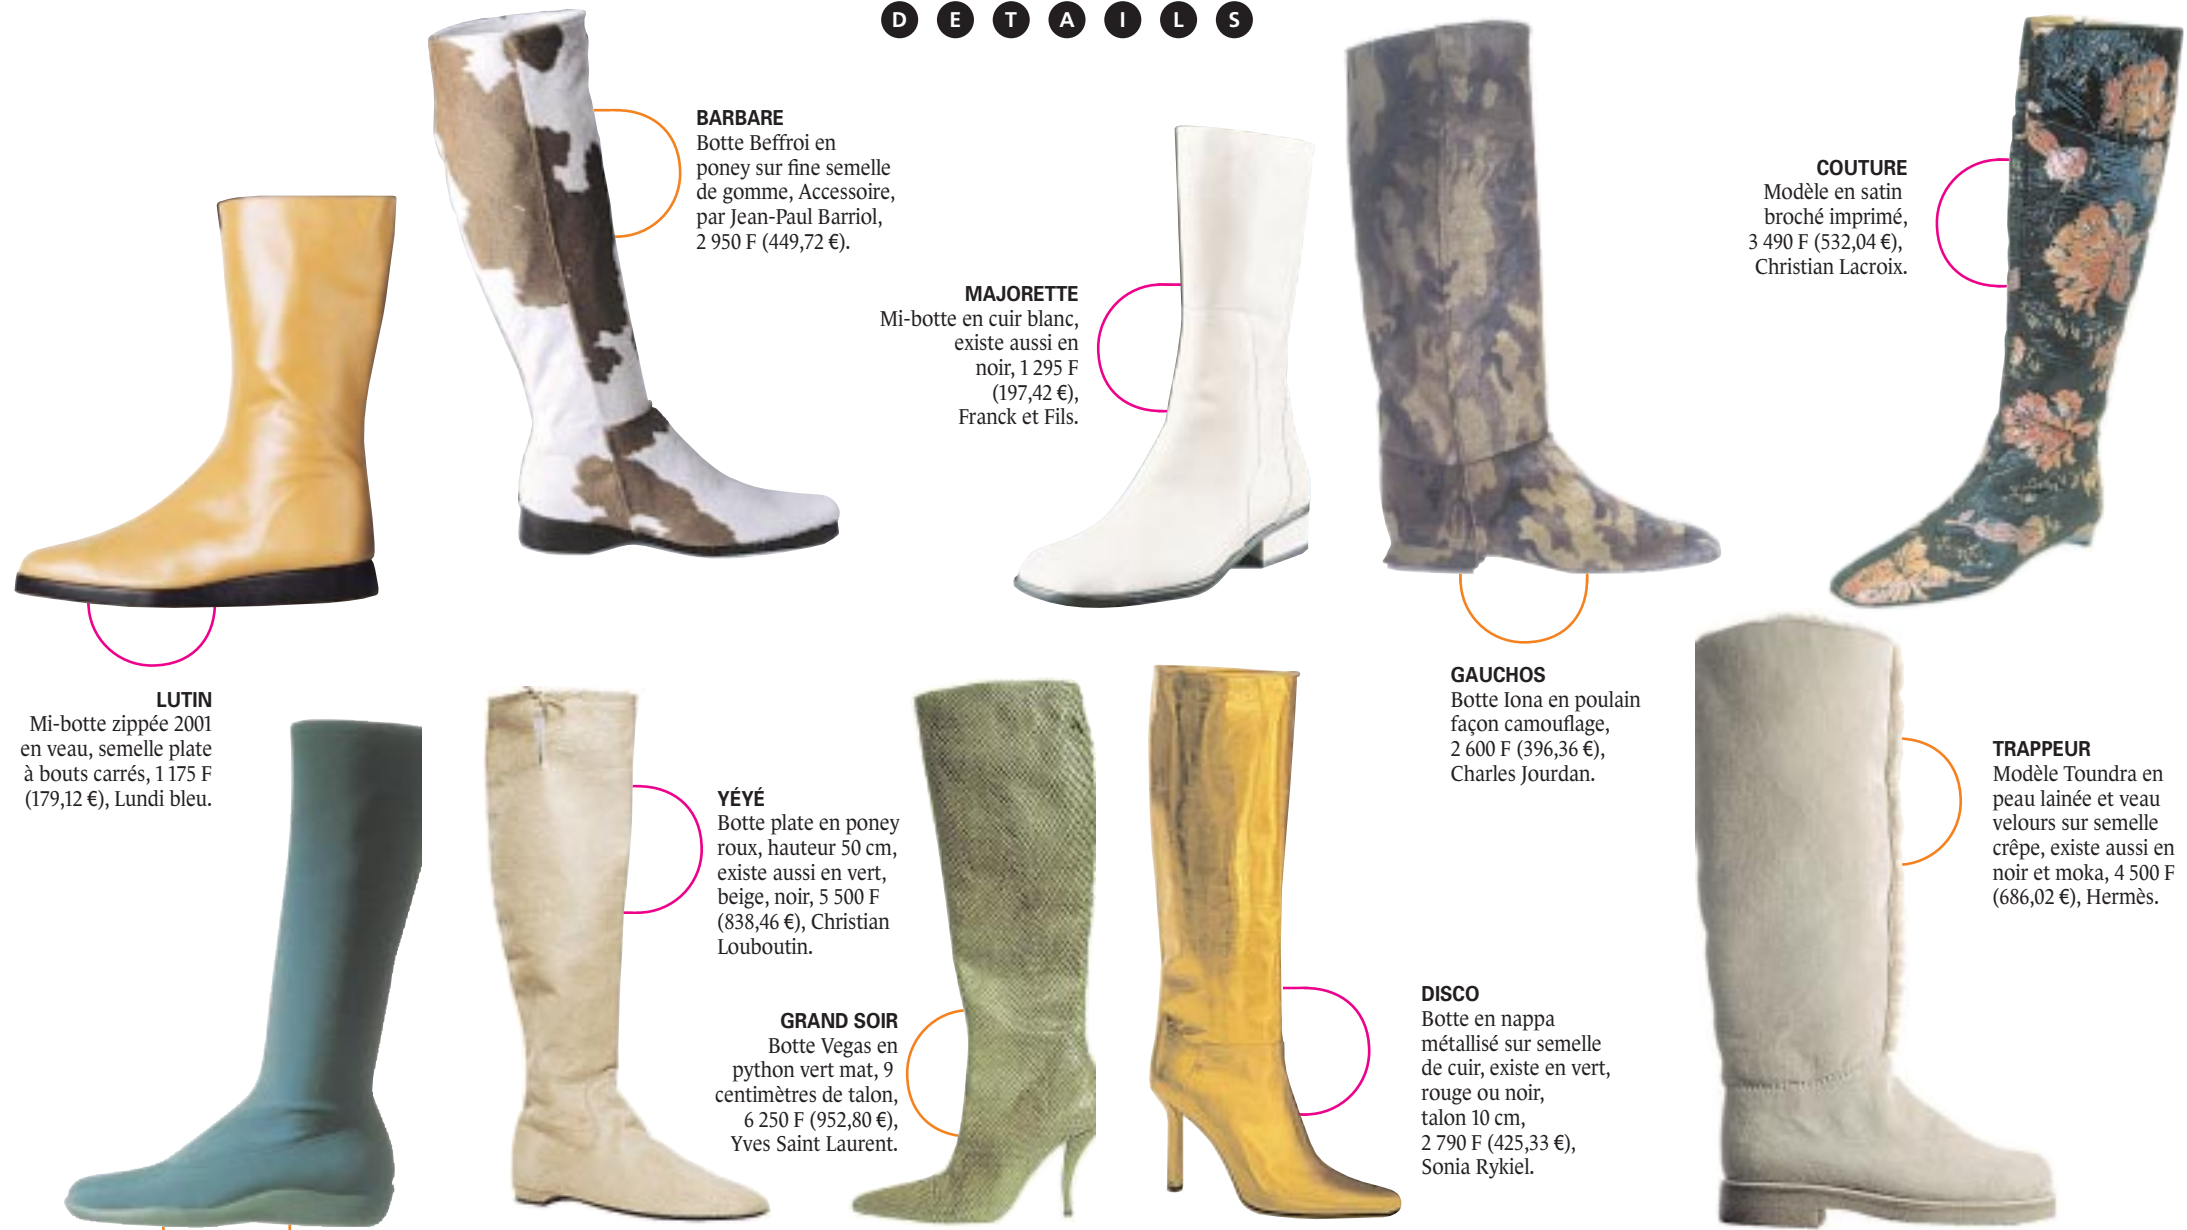 DETAILS
BARBARE
Botte Beffroi en
poney sur fine semelle
de gomme, Accessoire,
par Jean-Paul Barriol,
2 950 F (449,72 €).
COUTURE
Modèle en satin
broché imprimé,
3 490 F (532,04 €),
Christian Lacroix.
MAJORETTE
Mi-botte en cuir blanc,
existe aussi en
noir, 1 295 F
(197,42 €),
Franck et Fils.
LUTIN
Mi-botte zippée 2001
en veau, semelle plate
à bouts carrés, 1 175 F
(179,12 €), Lundi bleu.
GAUCHOS
Botte Iona en poulain
façon camouflage,
2 600 F (396,36 €),
Charles Jourdan.
TRAPPEUR
Modèle Toundra en
peau lainée et veau
velours sur semelle
crêpe, existe aussi en
noir et moka, 4 500 F
(686,02 €), Hermès.
YÉYÉ
Botte plate en poney
roux, hauteur 50 cm,
existe aussi en vert,
beige, noir, 5 500 F
(838,46 €), Christian
Louboutin.
GRAND SOIR
Botte Vegas en
python vert mat, 9
centimètres de talon,
6 250 F (952,80 €),
Yves Saint Laurent.
DISCO
Botte en nappa
métallisé sur semelle
de cuir, existe en vert,
rouge ou noir,
talon 10 cm,
2 790 F (425,33 €),
Sonia Rykiel.